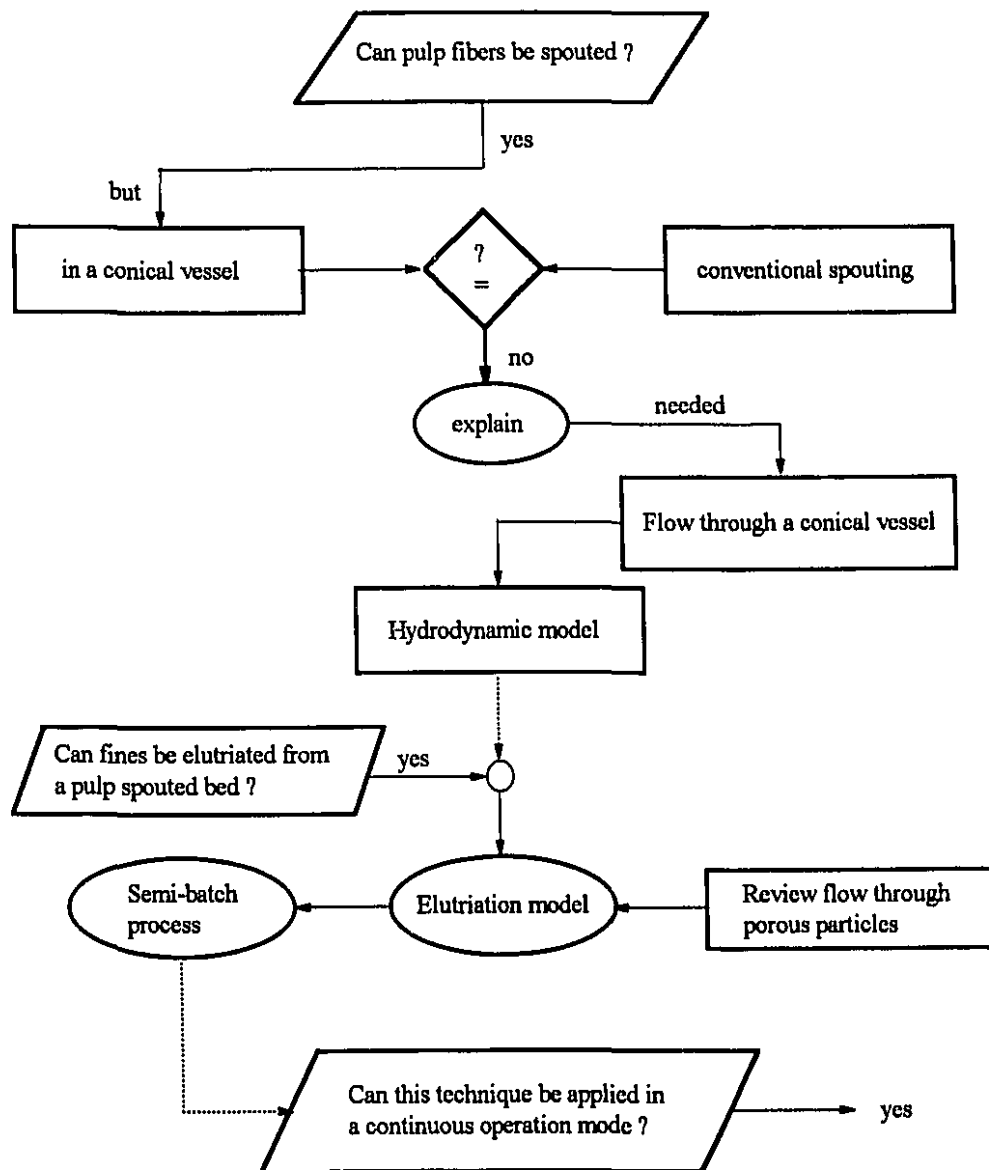 Can pulp fibers be spouted ?
yes
but
in a conical vessel
?
=
conventional spouting
no
explain
needed
Flow through a conical vessel
Hydrodynamic model
Can fines be elutriated from
a pulp spouted bed ?
yes
Semi-batch
process
Elutriation model
Review flow through
porous particles
Can this technique be applied in
a continuous operation mode ?
yes